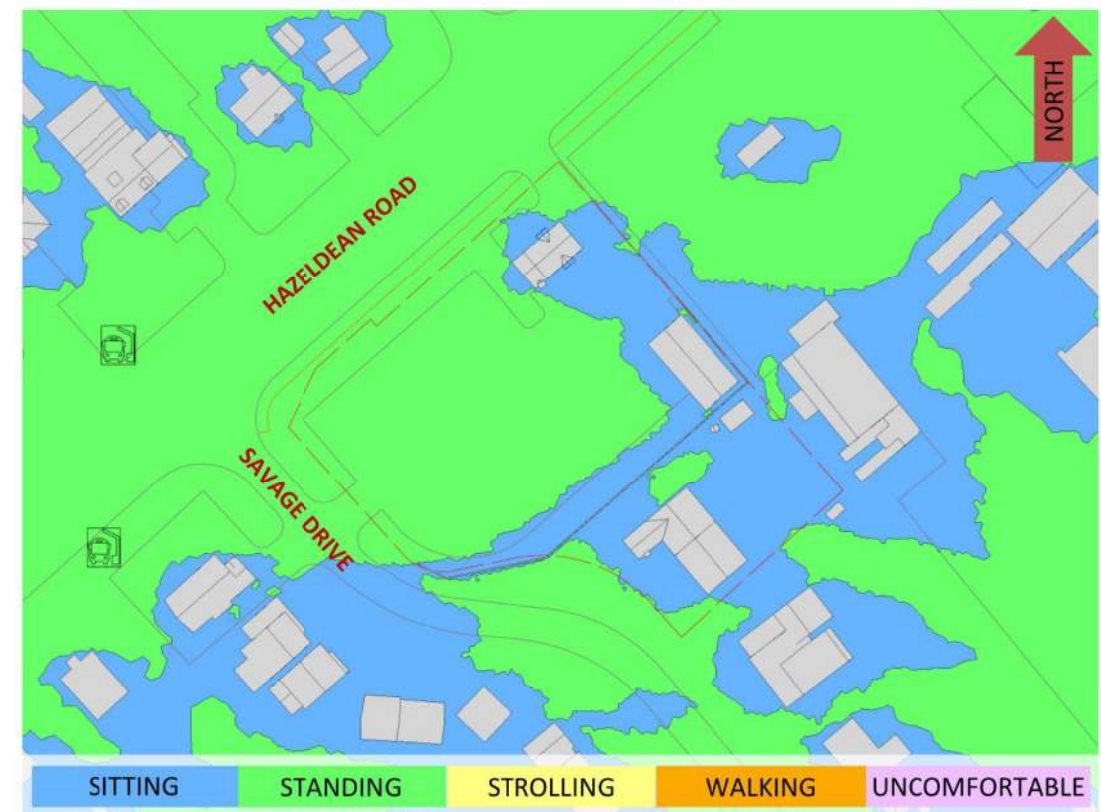 NORTH
HAZELDEAN ROAD
SAVAGE DRIVE
SITTING
STANDING
STROLLING
WALKING
UNCOMFORTABLE